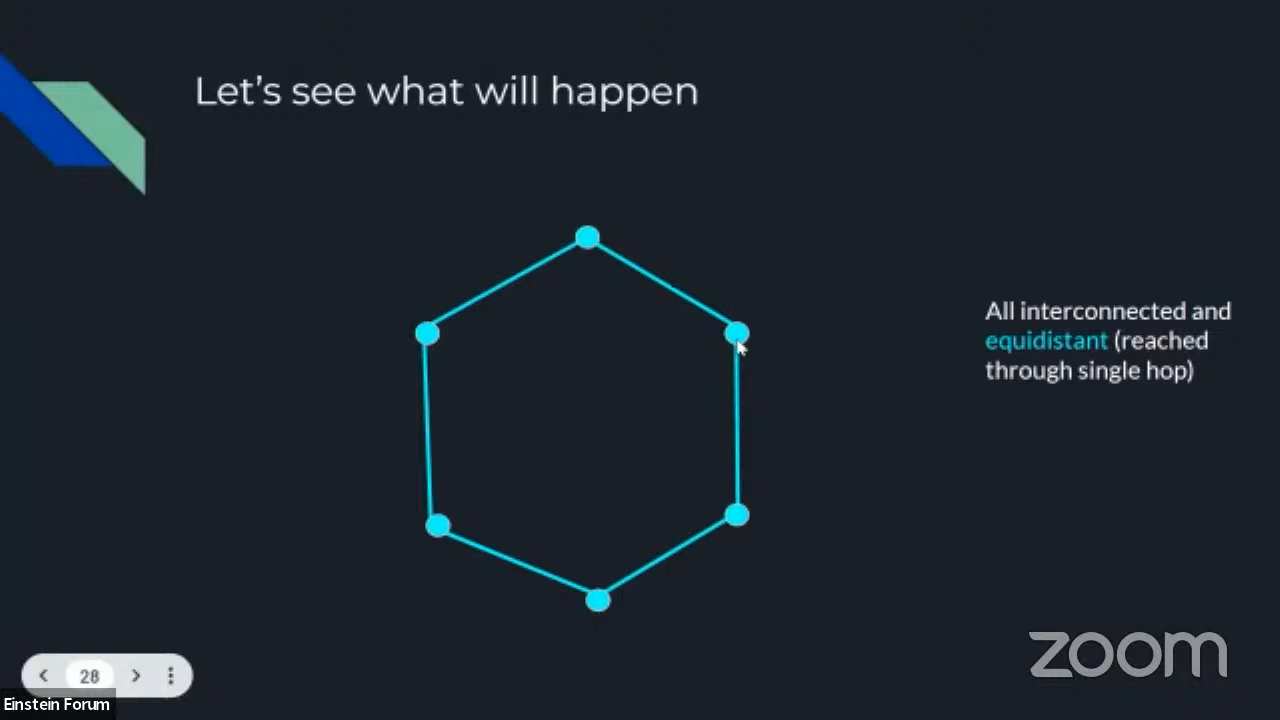 Let's see what will happen
All interconnected and
equidistant (reached
through single hop)
zoom
28
Einstein Forum